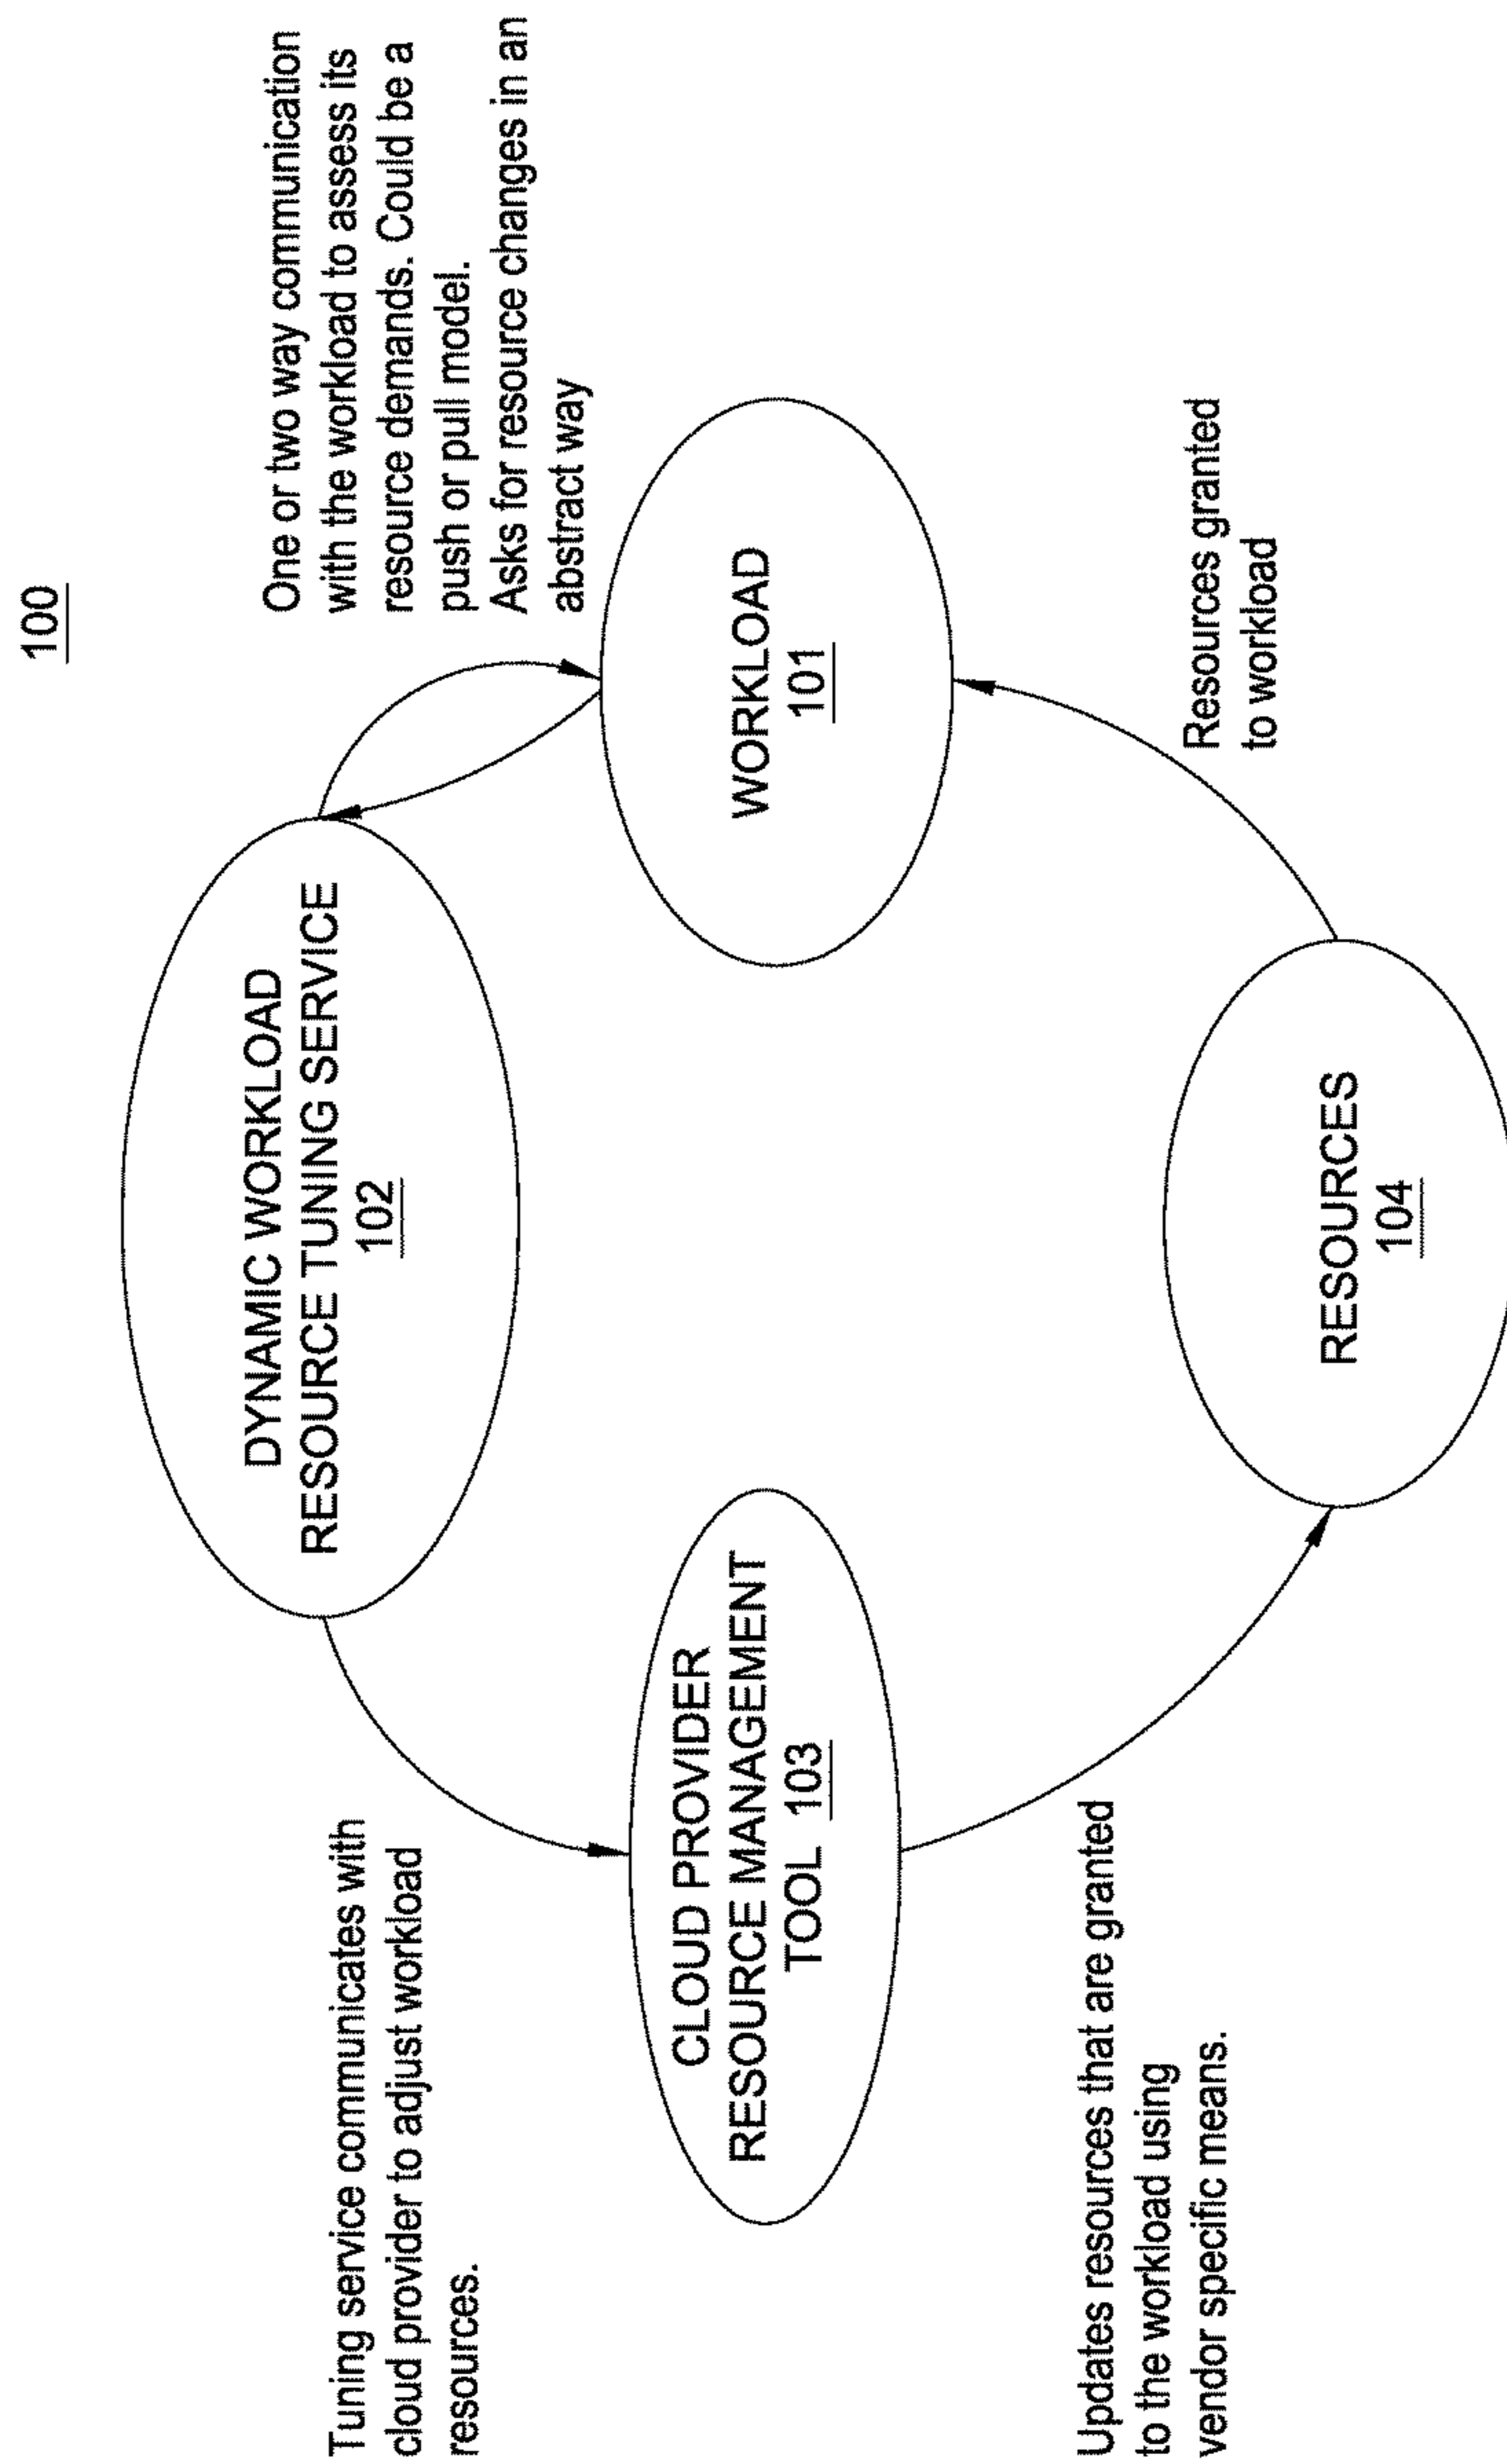 100
One or two way communication
with the workload to assess its
resource demands. Could be a
push or pull model.
Asks for resource changes in an
abstract way
DYNAMIC WORKLOAD
RESOURCE TUNING SERVICE
102
Tuning service communicates with
cloud provider to adjust workload
resources.
CLOUD PROVIDER
RESOURCE MANAGEMENT
TOOL 103
WORKLOAD
101
Updates resources that are granted
to the workload using
vendor specific means.
RESOURCES
104
Resources granted
to workload